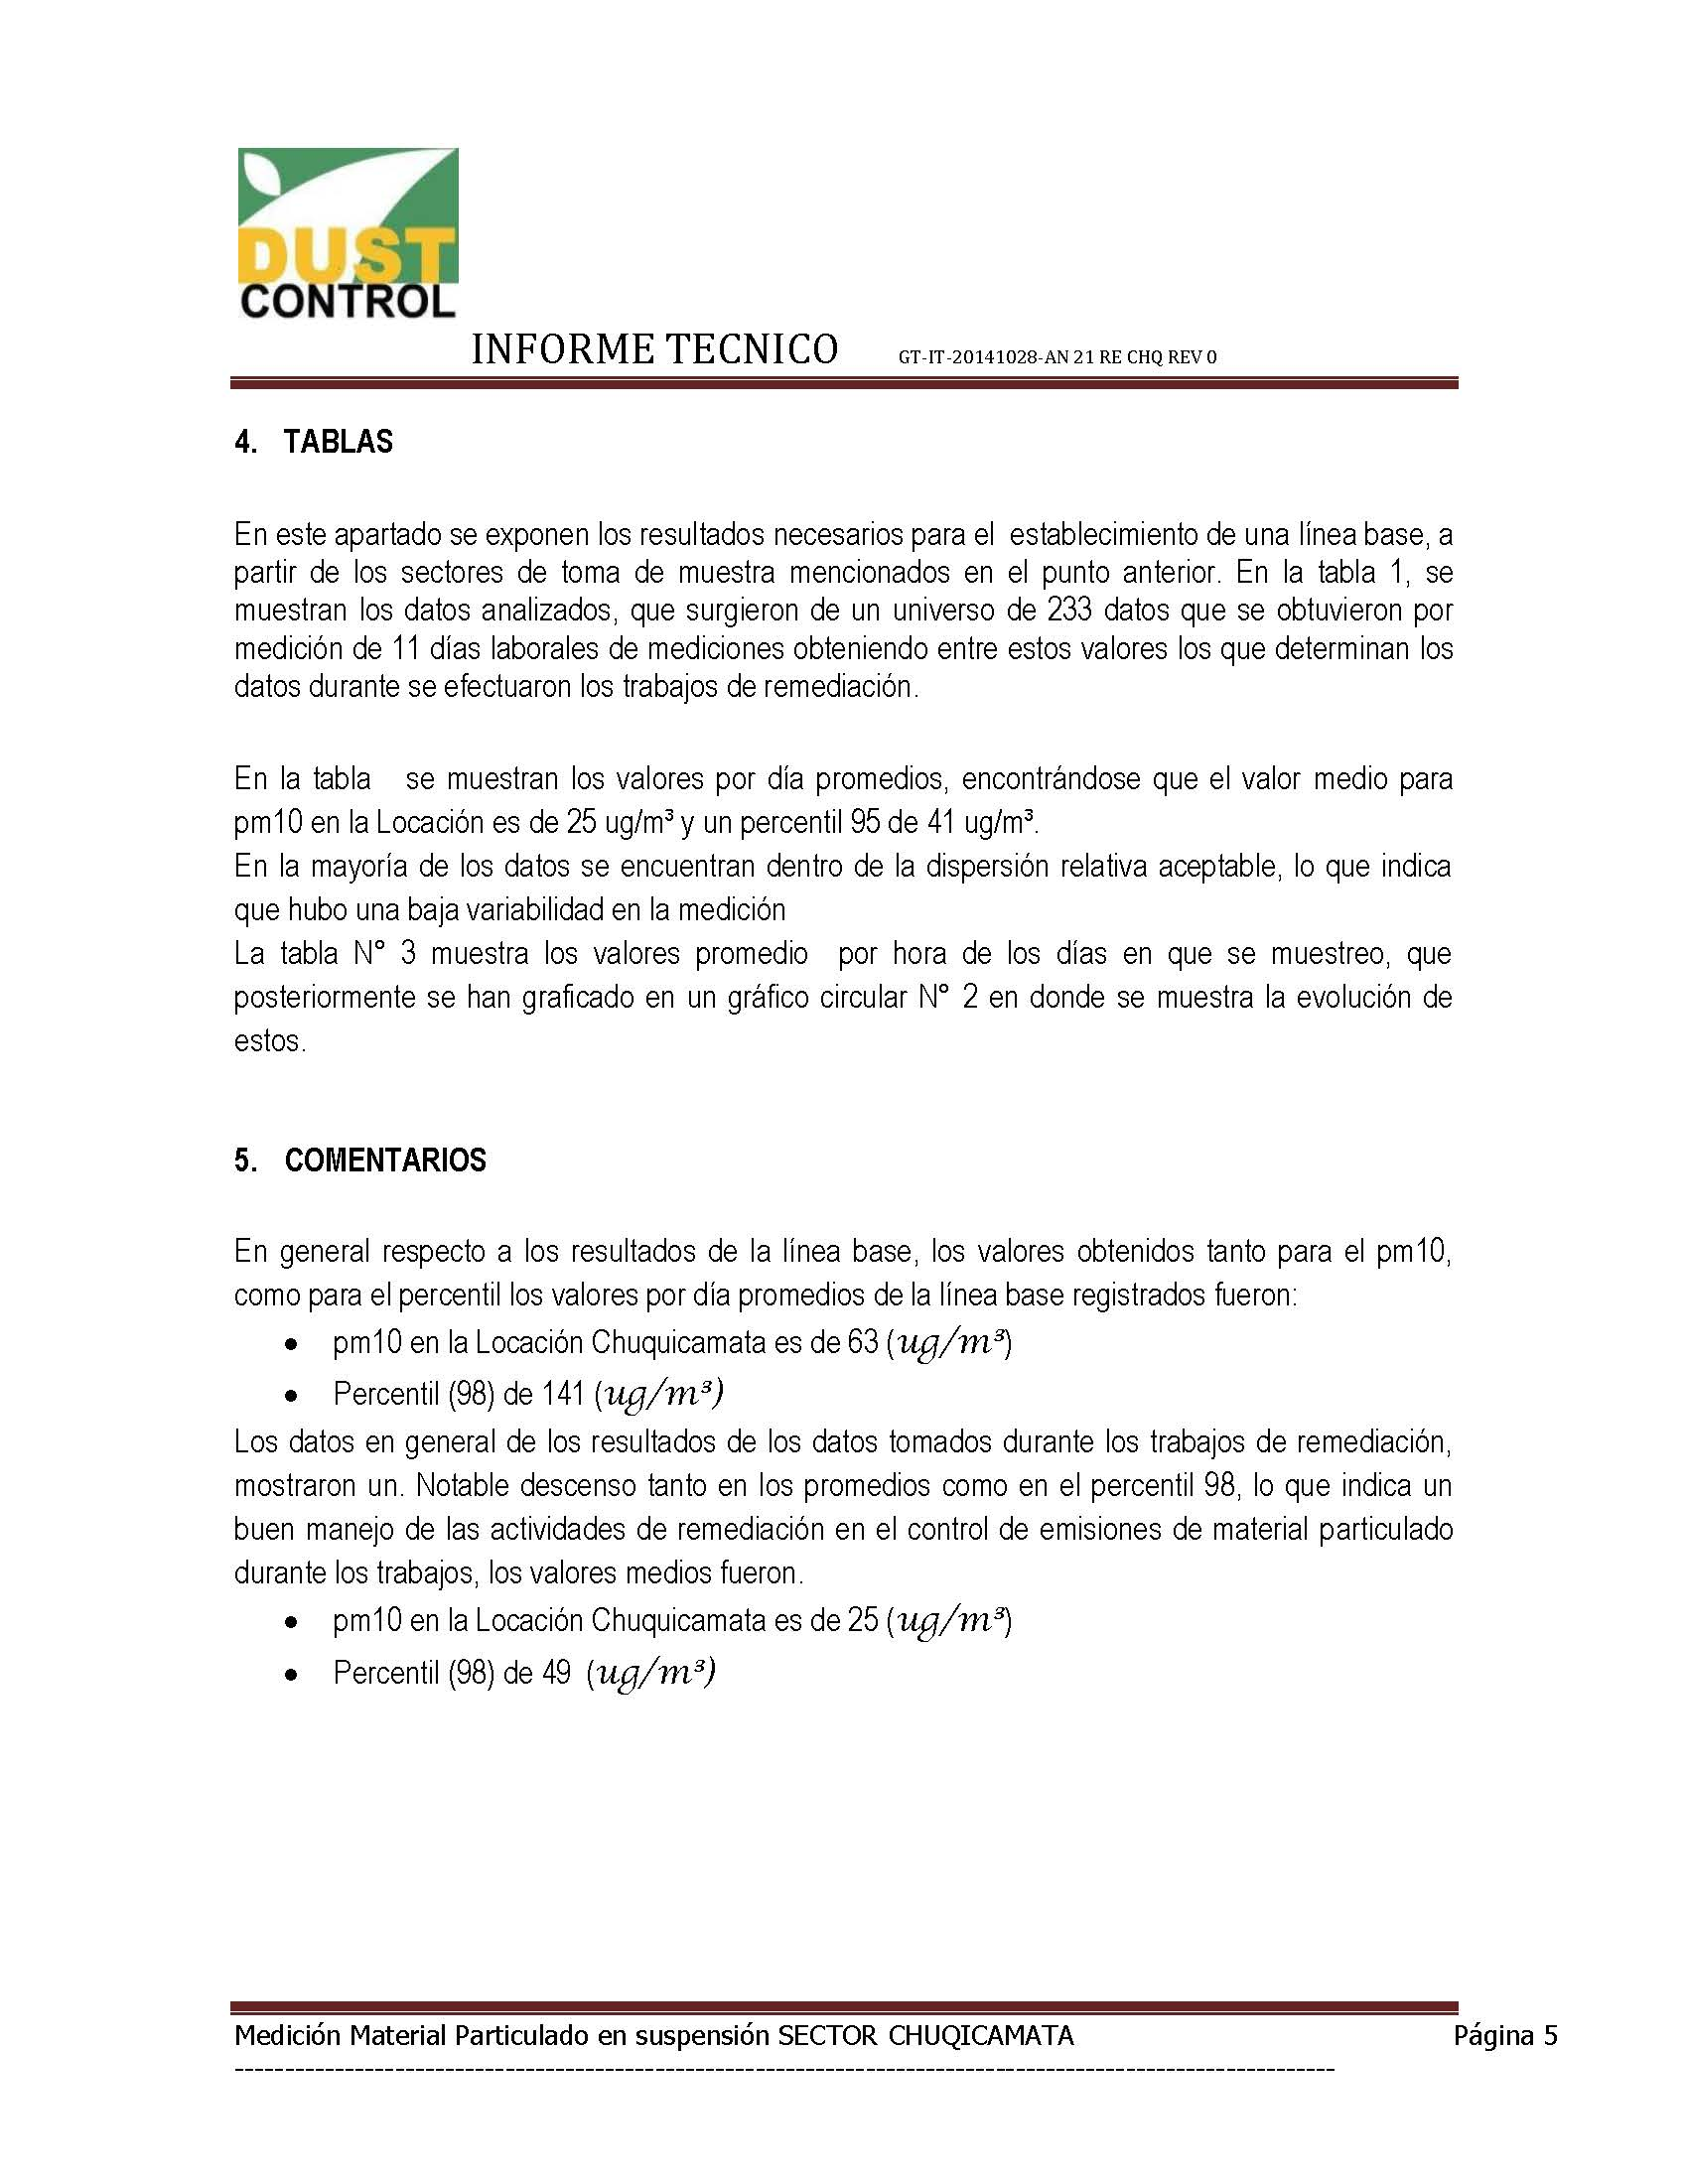 DUST
CONTROL
INFORME TECNICO GT-IT-20141028-AN 21 RE CHQ REV 0
4. TABLAS
En este apartado se exponen los resultados necesarios para el establecimiento de una línea base, a
partir de los sectores de toma de muestra mencionados en el punto anterior. En la tabla 1, se
muestran los datos analizados, que surgieron de un universo de 233 datos que se obtuvieron por
medición de 11 días laborales de mediciones obteniendo entre estos valores los que determinan los
datos durante se efectuaron los trabajos de remediación.
En la tabla se muestran los valores por día promedios, encontrándose que el valor medio para
pm10 en la Locación es de 25 ug/m³ y un percentil 95 de 41 ug/m³.
En la mayoría de los datos se encuentran dentro de la dispersión relativa aceptable, lo que indica
que hubo una baja variabilidad en la medición
La tabla N° 3 muestra los valores promedio por hora de los días en que se muestreo, que
posteriormente se han graficado en un gráfico circular N° 2 en donde se muestra la evolución de
estos.
5. COMENTARIOS
En general respecto a los resultados de la línea base, los valores obtenidos tanto para el pm10,
como para el percentil los valores por día promedios de la línea base registrados fueron:
• pm10 en la Locación Chuquicamata es de 63 (ug/m³)
• Percentil (98) de 141 (ug/m³)
Los datos en general de los resultados de los datos tomados durante los trabajos de remediación,
mostraron un. Notable descenso tanto en los promedios como en el percentil 98, lo que indica un
buen manejo de las actividades de remediación en el control de emisiones de material particulado
durante los trabajos, los valores medios fueron.
• pm10 en la Locación Chuquicamata es de 25 (ug/m³)
• Percentil (98) de 49 (ug/m³)
Medición Material Particulado en suspensión SECTOR CHUQICAMATA Página 5
--------------------------------------------------------------------------------------------------------------